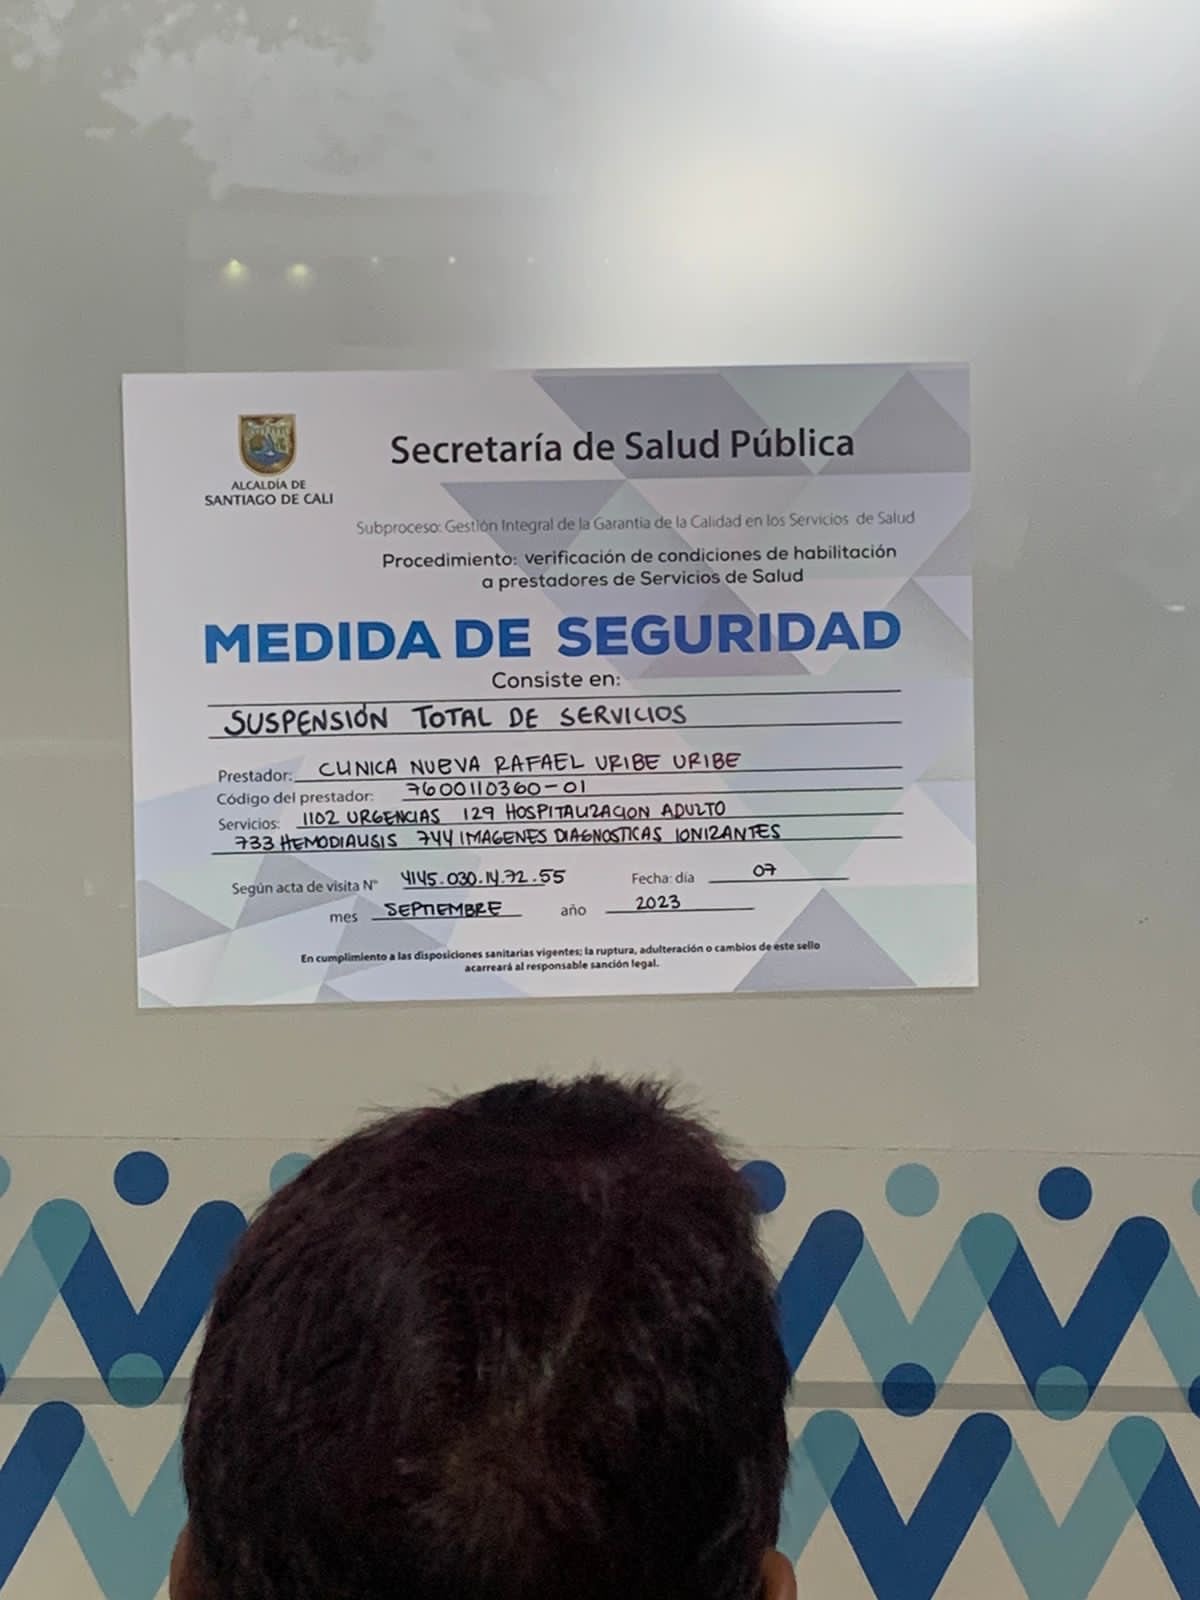 ALCALDÍA DE
SANTIAGO DE CALI
Secretaría de Salud Pública
Subproceso: Gestión Integral de la Garantía de la Calidad en los Servicios de Salud
Procedimiento: verificación de condiciones de habilitación
a prestadores de Servicios de Salud
MEDIDA DE SEGURIDAD
Consiste en:
SUSPENSIÓN TOTAL DE SERVICIOS
Prestador: CLINICA NUEVA RAFAEL URIBE URIBE
Código del prestador: 7600110360-01
Servicios: 1102 URGENCIAS 129 HOSPITALIZACION ADULTO
733 HEMODIALISIS 744 IMAGENES DIAGNOSTICAS IONIZANTES
Según acta de visita N° 4145.030.14.72.55 Fecha: día 07
mes SEPTIEMBRE año 2023
En cumplimiento a las disposiciones sanitarias vigentes; la ruptura, adulteración o cambios de este sello
acarreará al responsable sanción legal.